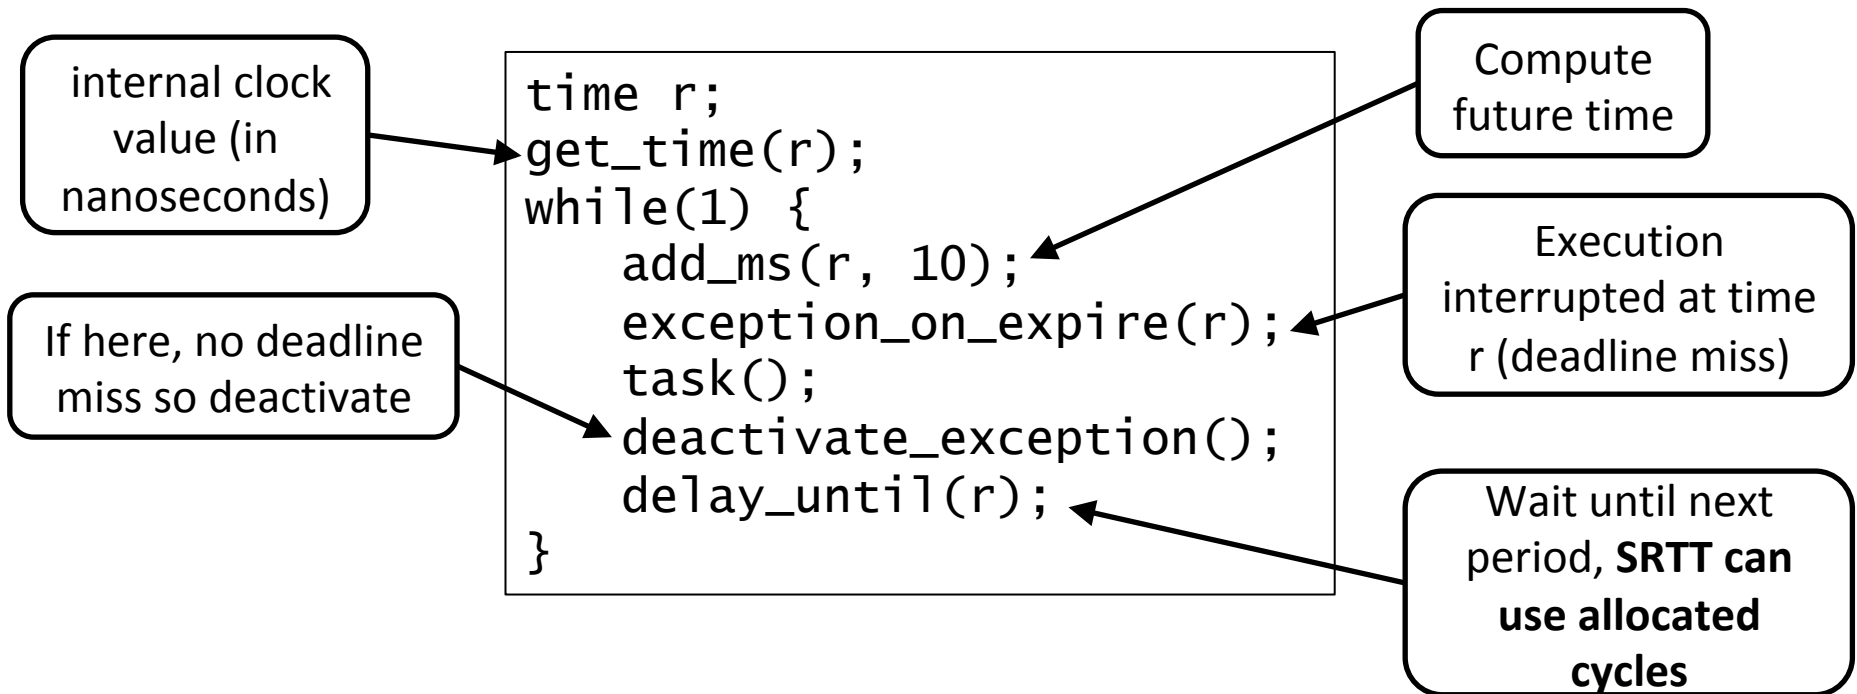 internal clock
value (in
nanoseconds)
If here, no deadline
miss so deactivate
time r;
get_time(r);
while(1) {
    add_ms(r, 10);
    exception_on_expire(r);
    task();
    deactivate_exception();
    delay_until(r);
}
Compute
future time
Execution
interrupted at time
r (deadline miss)
Wait until next
period, SRTT can
use allocated
cycles